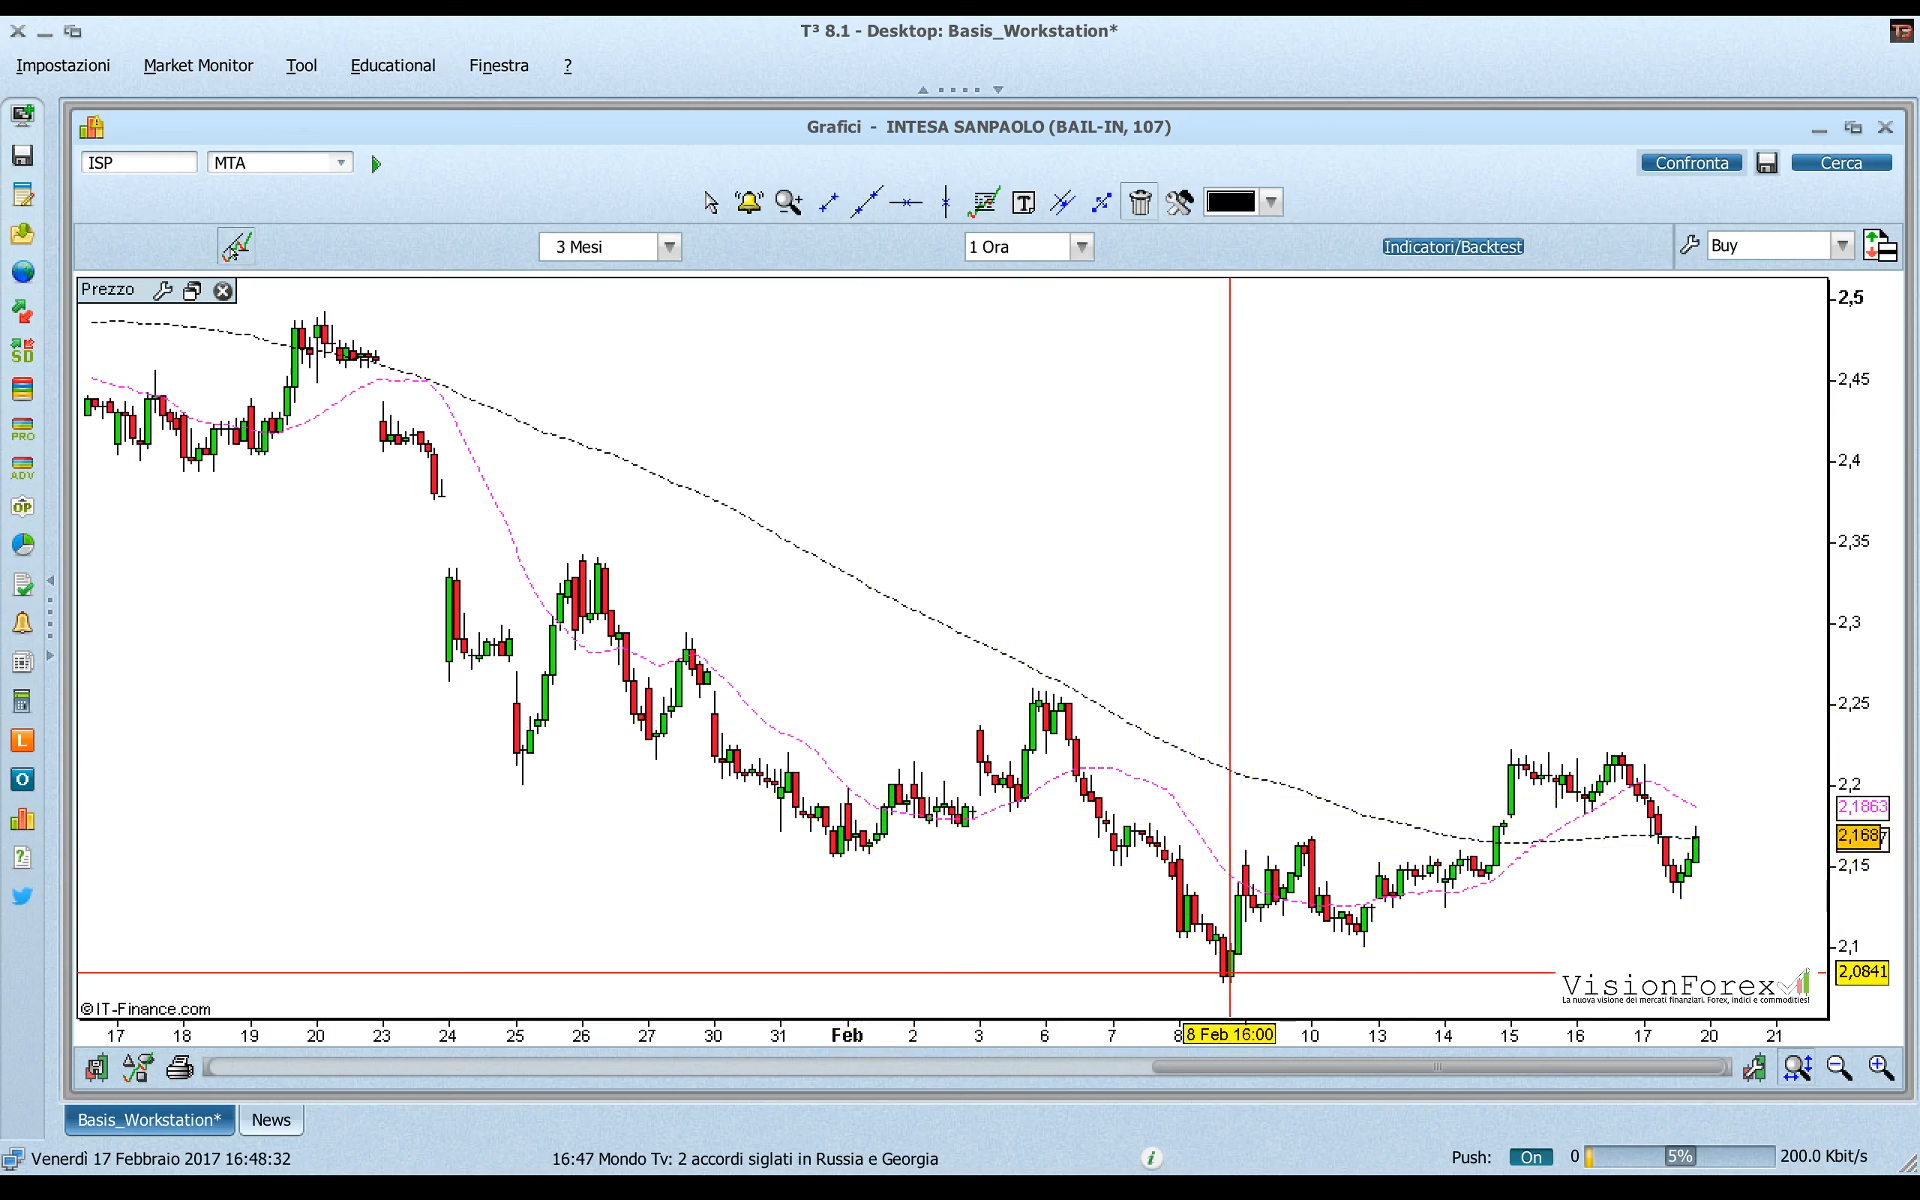 T³ 8.1 - Desktop: Basis_Workstation*
Impostazioni Market Monitor Tool Educational Finestra ?
Grafici - INTESA SANPAOLO (BAIL-IN, 107)
ISP MTA Confronta Cerca
3 Mesi 1 Ora Indicatori/Backtest Buy
Prezzo
2,5
2,45
2,4
2,35
2,3
2,25
2,2
2,1863
2,1687
2,15
2,1
2,0841
SD
PRO
ADV
OP
L
O
VisionForex
La nuova visione dei mercati finanziari. Forex, indici e commodities!
©IT-Finance.com
17 18 19 20 23 24 25 26 27 30 31 Feb 2 3 6 7 8 8 Feb 16:00 10 13 14 15 16 17 20 21
Basis_Workstation* News
Venerdì 17 Febbraio 2017 16:48:32 16:47 Mondo Tv: 2 accordi siglati in Russia e Georgia i Push: On 0 5% 200.0 Kbit/s